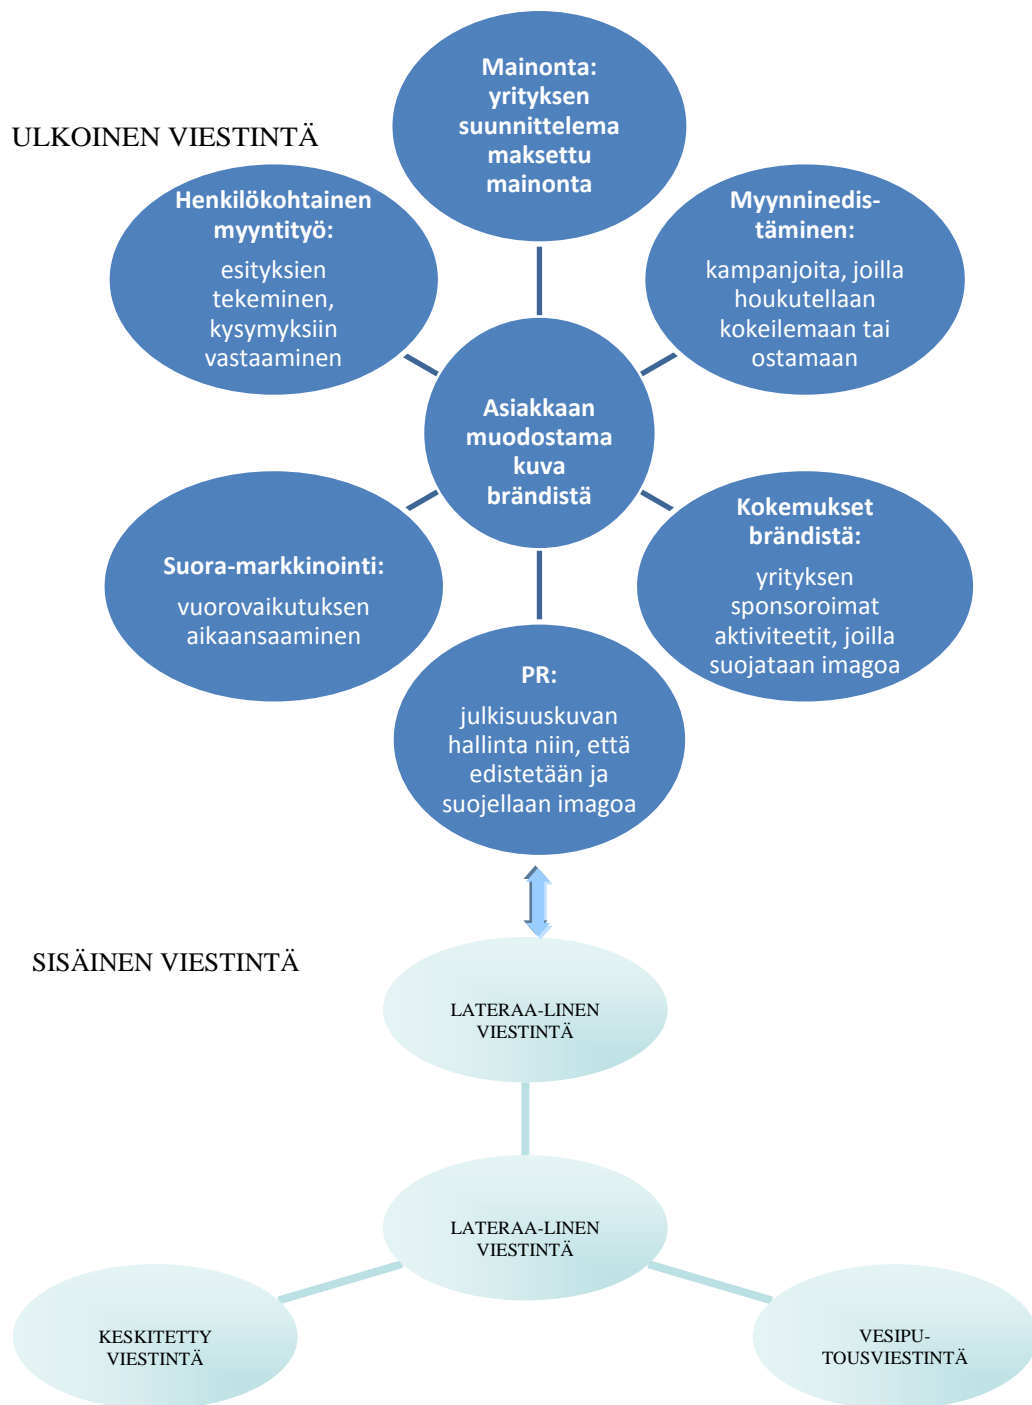 ULKOINEN VIESTINTÄ
Mainonta:
yrityksen
suunnittelema
maksettu
mainonta
Henkilökohtainen
myyntityö:
esityksien
tekeminen,
kysymyksiin
vastaaminen
Myynninedis-
täminen:
kampanjoita, joilla
houkutellaan
kokeilemaan tai
ostamaan
Asiakkaan
muodostama
kuva
brändistä
Suora-markkinointi:
vuorovaikutuksen
aikaansaaminen
Kokemukset
brändistä:
yrityksen
sponsoroimat
aktiviteetit, joilla
suojataan imagoa
PR:
julkisuuskuvan
hallinta niin, että
edistetään ja
suojellaan imagoa
SISÄINEN VIESTINTÄ
LATERAA-LINEN
VIESTINTÄ
LATERAA-LINEN
VIESTINTÄ
KESKITETTY
VIESTINTÄ
VESIPU-
TOUSVIESTINTÄ